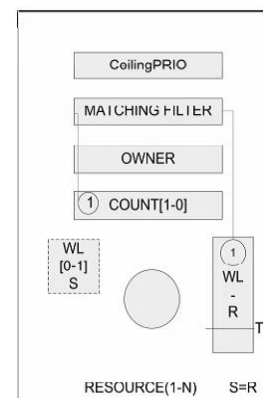 CeilingPRIO
MATCHING FILTER
OWNER
1 COUNT[1-0]
WL
[0-1]
S
1
WL
-
R
T
RESOURCE(1-N) S=R